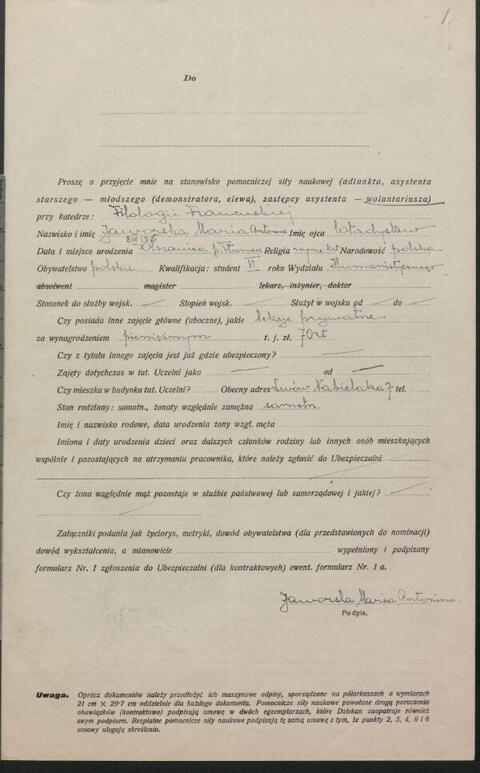 1.
Do
Proszę o przyjęcie mnie na stanowisko pomocniczej siły naukowej (adiunkta, asystenta
starszego — młodszego (demonstratora, elewa), zastępcy asystenta — woluntariusza)
przy katedrze: Filologii Francuskiej
Nazwisko i imię Jaworska Maria Antonina Imię ojca Władysław
Data i miejsce urodzenia Religia Narodowość polska
Obywatelstwo polskie Kwalifikacja: student VI roku Wydziału Humanistycznego
absolwent magister lekarz, inżynier, doktor
Stosunek do służby wojsk. Stopień wojsk. Służył w wojsku od do
Czy posiada inne zajęcie główne (uboczne), jakie lekcje prywatne
za wynagrodzeniem t. j. zł. 70zł
Czy z tytułu innego zajęcia jest już gdzie ubezpieczony?
Zajęty dotychczas w tut. Uczelni jako od
Czy mieszka w budynku tut. Uczelni? Obecny adres Lwów Nabielaka 7 tel.
Stan rodzinny: samotn., żonaty względnie zamężna samotn.
Imię i nazwisko rodowe, data urodzenia żony wzgl. męża
Imiona i daty urodzenia dzieci oraz dalszych członków rodziny lub innych osób mieszkających
wspólnie i pozostających na utrzymaniu pracownika, które należy zgłosić do Ubezpieczalni
Czy żona względnie mąż pozostaje w służbie państwowej lub samorządowej i jakiej?
Załączniki podania jak życiorys, metryki, dowód obywatelstwa (dla przedstawionych do nominacji)
dowód wykształcenia, a mianowicie wypełniony i podpisany
formularz Nr. 1 zgłoszenia do Ubezpieczalni (dla kontraktowych) ewent. formularz Nr. 1 a.
Jaworska Maria Antonina
Podpis.
Uwaga. Oprócz dokumentów należy przedłożyć ich maszynowe odpisy, sporządzone na półarkuszach o wymiarach
21 cm × 29·7 cm oddzielnie dla każdego dokumentu. Pomocnicze siły naukowe powołane drogą poruczenia
obowiązków (kontraktowo) podpisują umowę w dwóch egzemplarzach, które Dziekan zaopatruje również
swym podpisem. Bezpłatne pomocnicze siły naukowe podpisują tę samą umowę z tym, że punkty 2, 3, 4, 6 i 8
umowy ulegają skreśleniu.